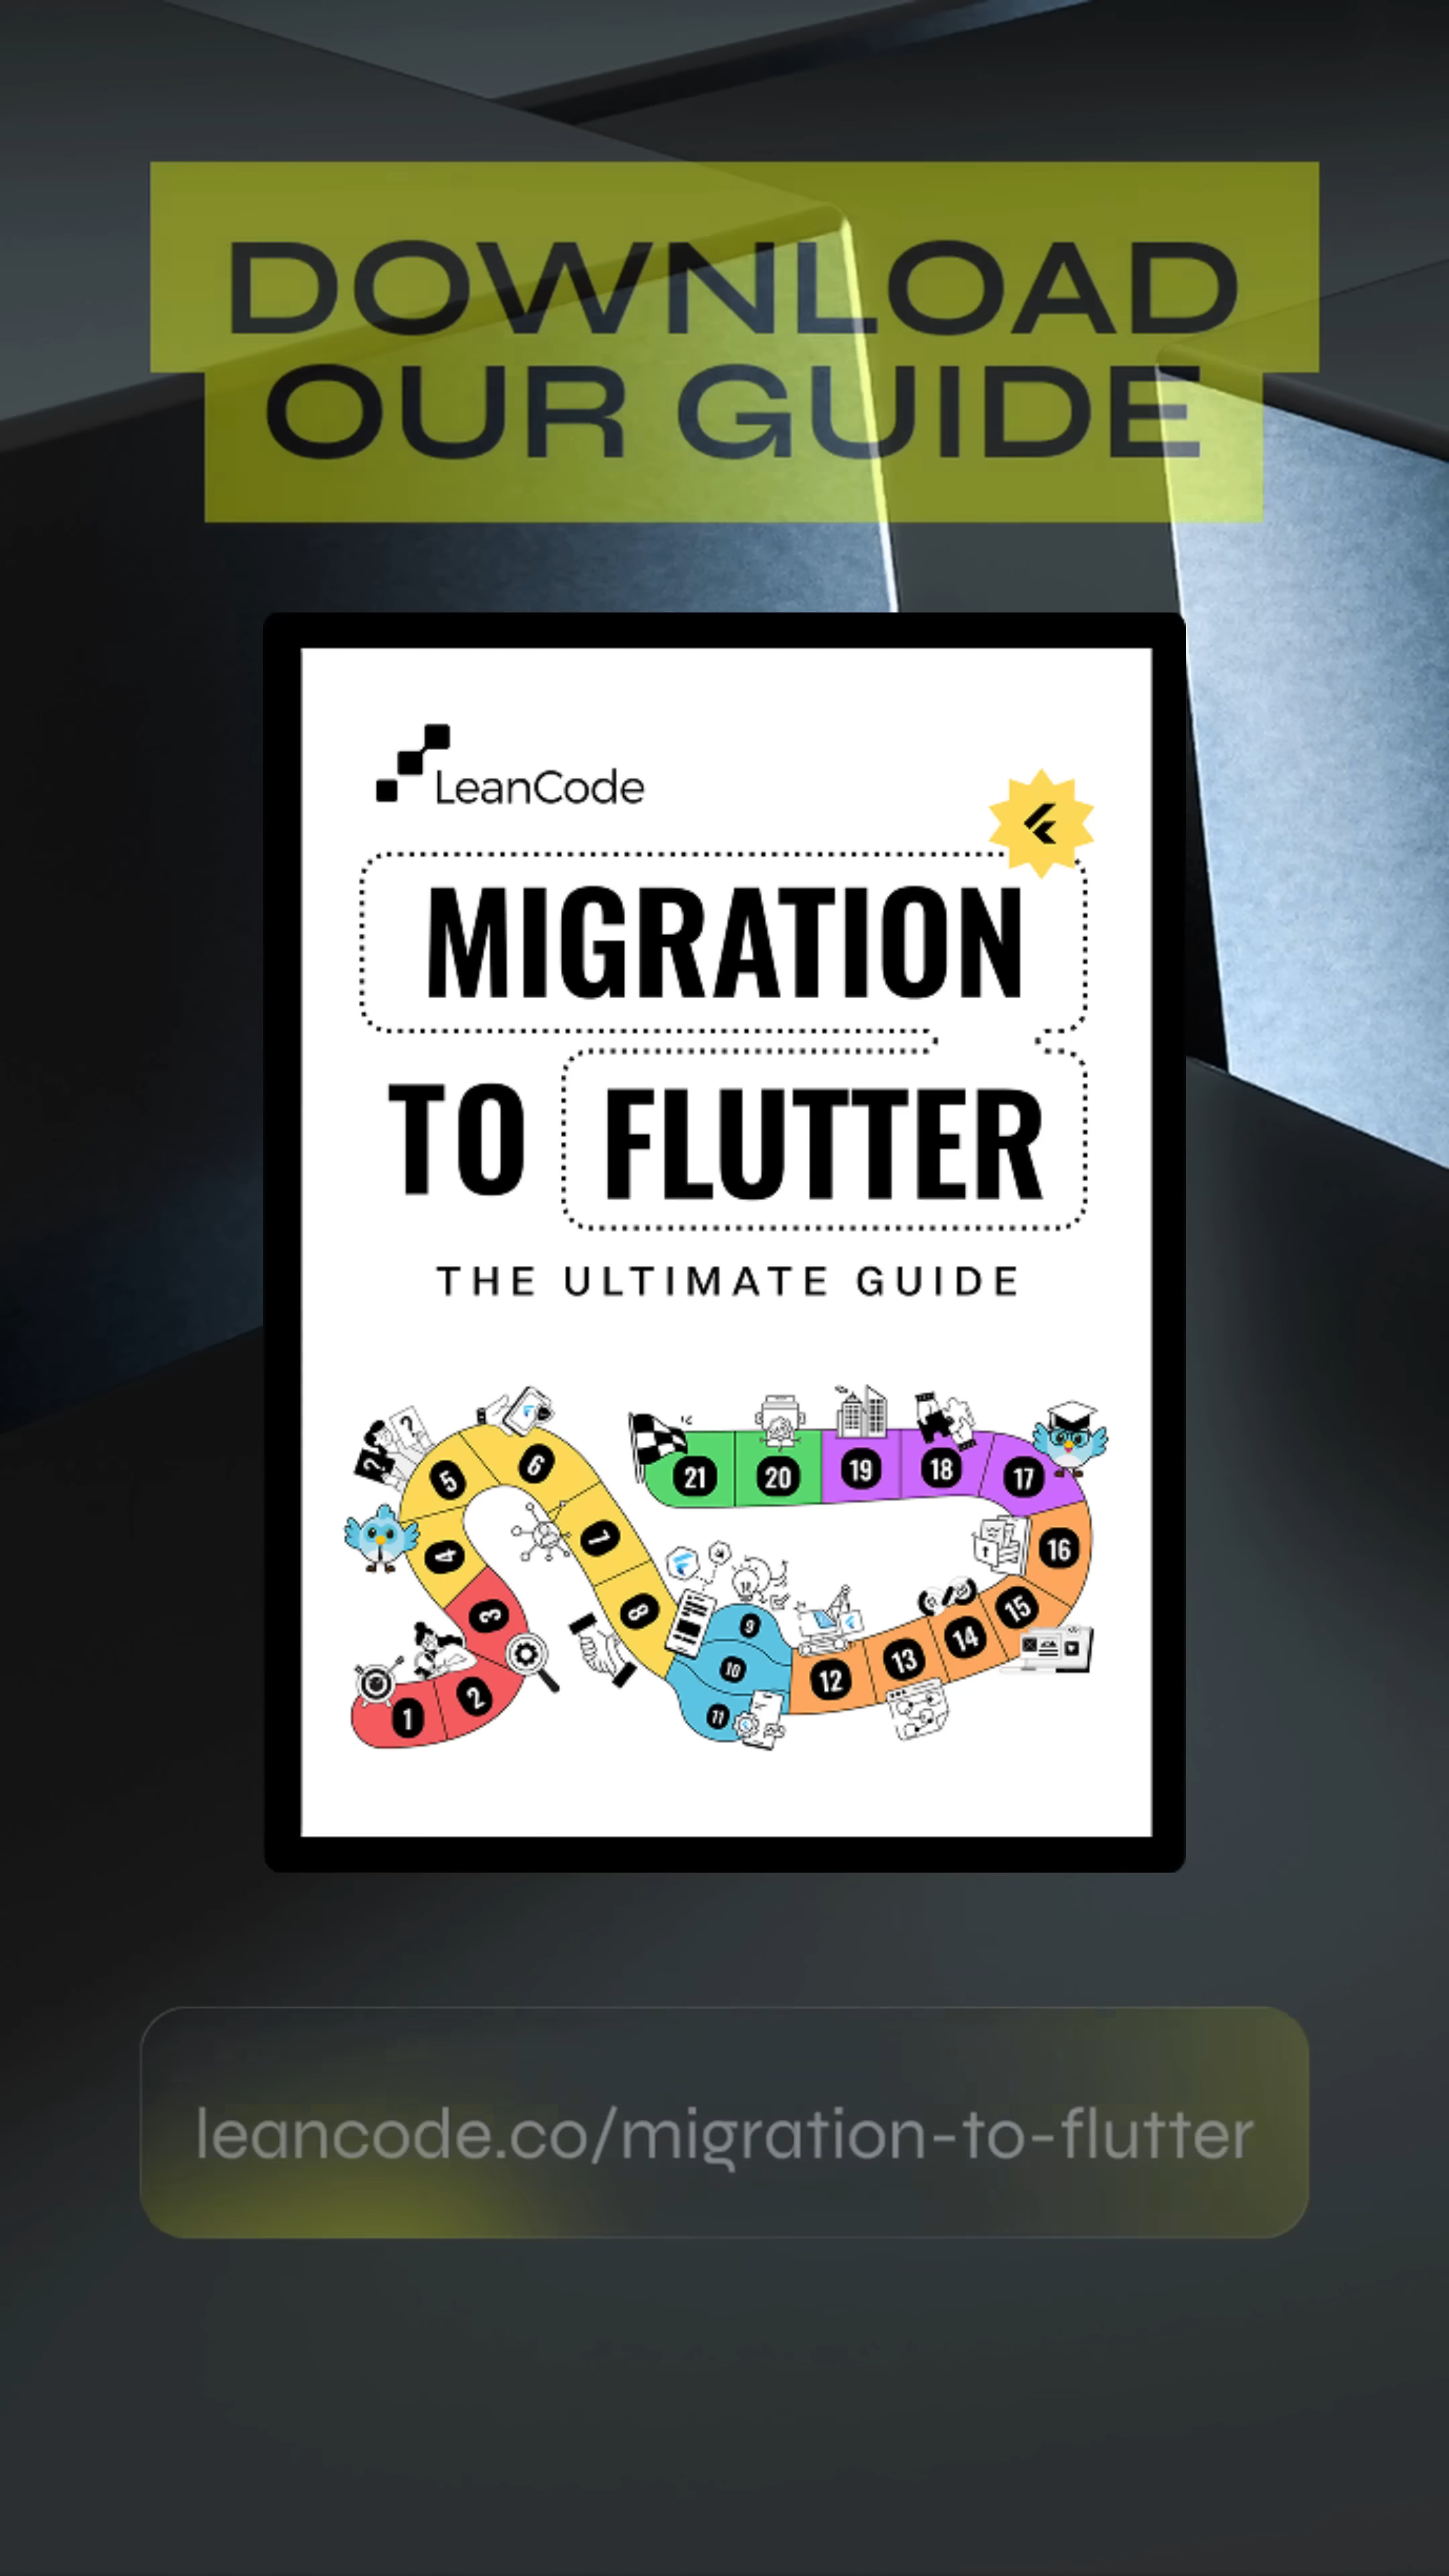 DOWNLOAD
OUR GUIDE
LeanCode
MIGRATION
TO FLUTTER
THE ULTIMATE GUIDE
21 20 19 18 17
5 6
4 7
16
3 8
9
10
11
12 13 14 15
1 2
leancode.co/migration-to-flutter